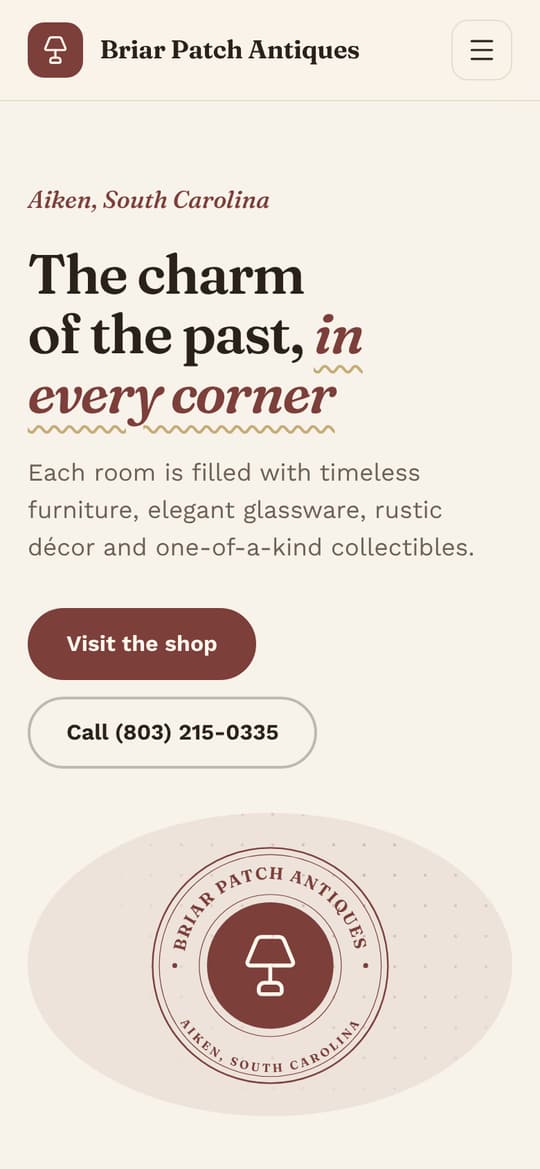 Briar Patch Antiques
Aiken, South Carolina
The charm
of the past, in
every corner
Each room is filled with timeless
furniture, elegant glassware, rustic
décor and one-of-a-kind collectibles.
Visit the shop
Call (803) 215-0335
BRIAR PATCH ANTIQUES
AIKEN, SOUTH CAROLINA